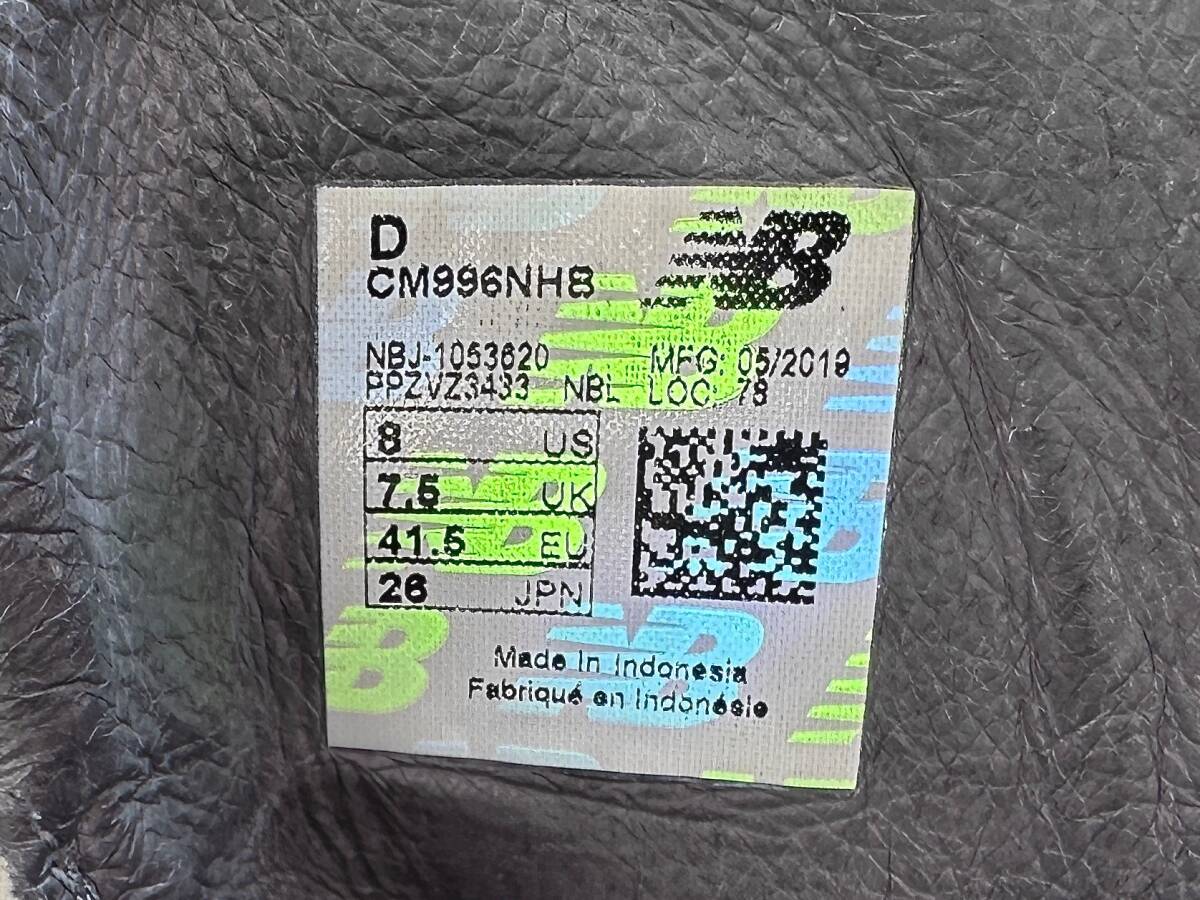 D
CM996NHB
NBJ-1053620 MFG: 05/2019
PPZVZ3433 NBL LOC: 78
8 US
7.5 UK
41.5 EU
26 JPN
Made In Indonesia
Fabriqué en Indonésie